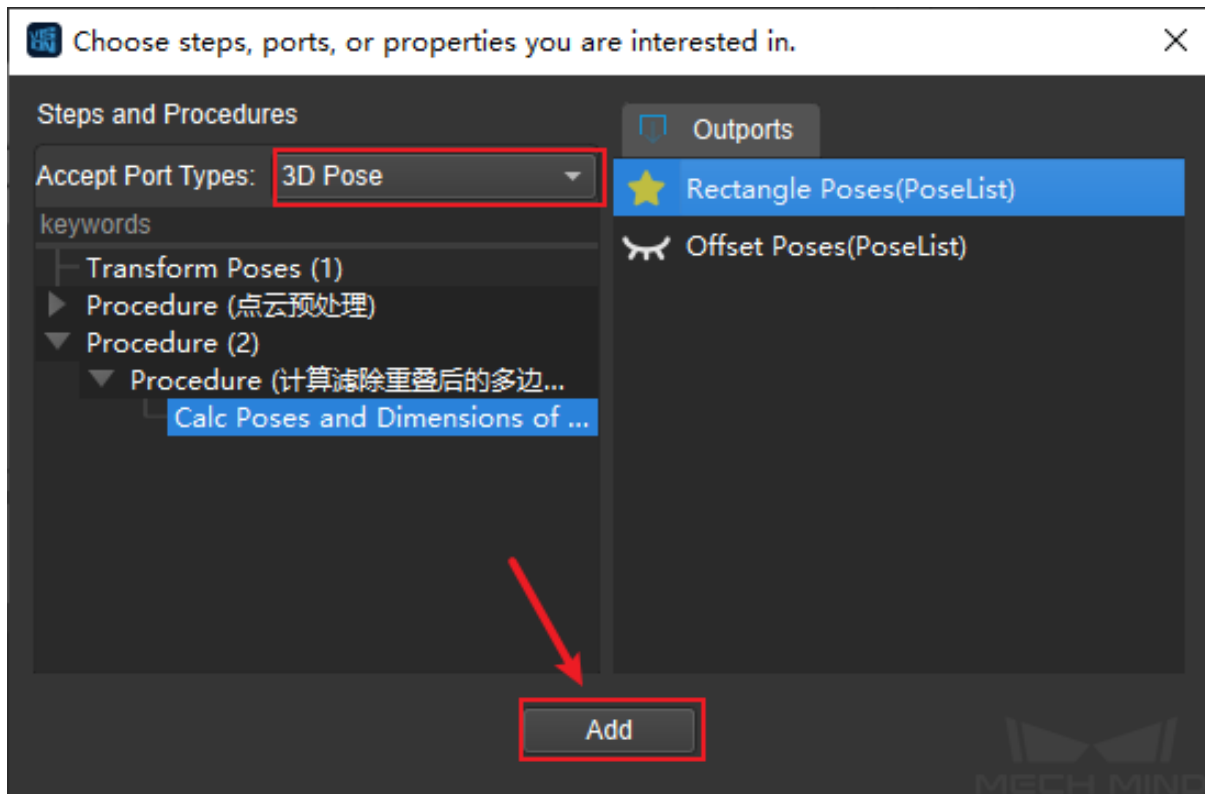 Choose steps, ports, or properties you are interested in.
Steps and Procedures
Accept Port Types: 3D Pose
keywords
Transform Poses (1)
Procedure (点云预处理)
Procedure (2)
Procedure (计算滤除重叠后的多边...
Calc Poses and Dimensions of ...
Outports
Rectangle Poses(PoseList)
Offset Poses(PoseList)
Add
MECH MIND